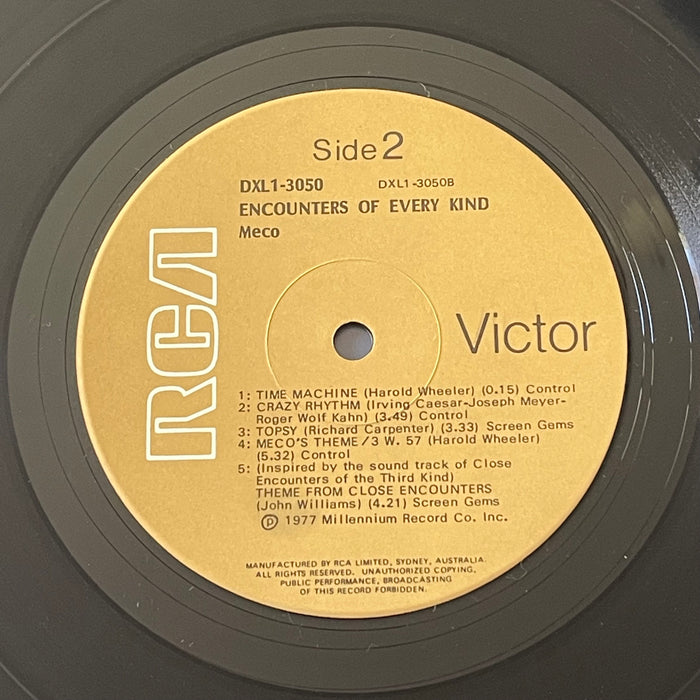 Side 2
DXL1-3050 DXL1-3050B
ENCOUNTERS OF EVERY KIND
Meco
RCA
Victor
1: TIME MACHINE (Harold Wheeler) (0.15) Control
2: CRAZY RHYTHM (Irving Caesar-Joseph Meyer-
Roger Wolf Kahn) (3.49) Control
3: TOPSY (Richard Carpenter) (3.33) Screen Gems
4: MECO'S THEME/3 W. 57 (Harold Wheeler)
(5.32) Control
5: (Inspired by the sound track of Close
Encounters of the Third Kind)
THEME FROM CLOSE ENCOUNTERS
(John Williams) (4.21) Screen Gems
Ⓟ 1977 Millennium Record Co. Inc.
MANUFACTURED BY RCA LIMITED, SYDNEY, AUSTRALIA.
ALL RIGHTS RESERVED. UNAUTHORIZED COPYING,
PUBLIC PERFORMANCE, BROADCASTING
OF THIS RECORD FORBIDDEN.